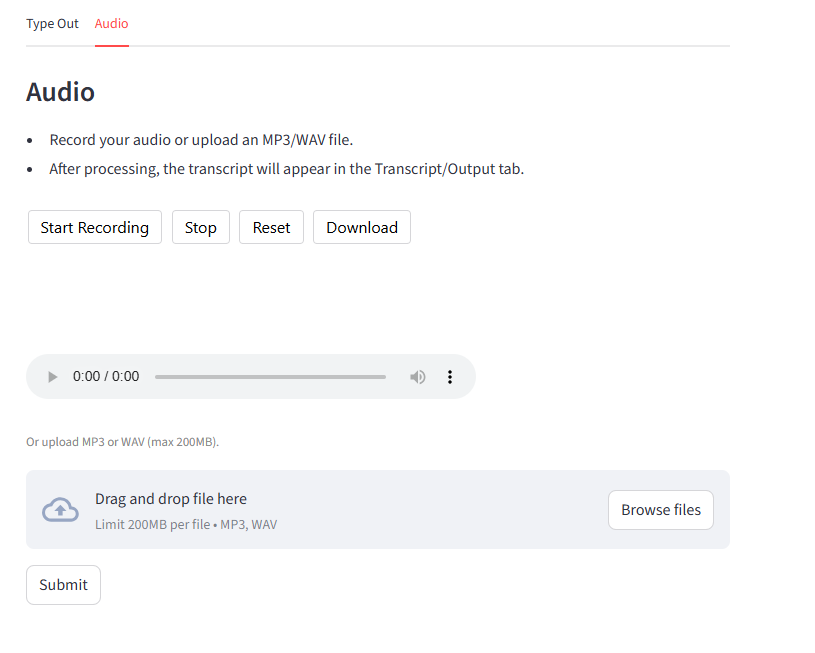 Type Out Audio
Audio
• Record your audio or upload an MP3/WAV file.
• After processing, the transcript will appear in the Transcript/Output tab.
Start Recording Stop Reset Download
0:00 / 0:00
Or upload MP3 or WAV (max 200MB).
Drag and drop file here
Limit 200MB per file • MP3, WAV
Browse files
Submit